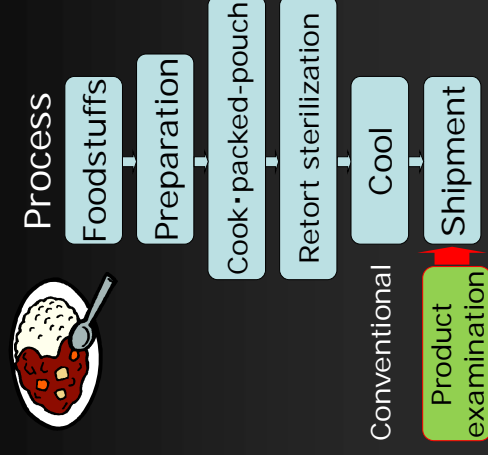 Process
Foodstuffs
Preparation
Cook・packed-pouch
Retort sterilization
Cool
Shipment
Conventional
Product
examination